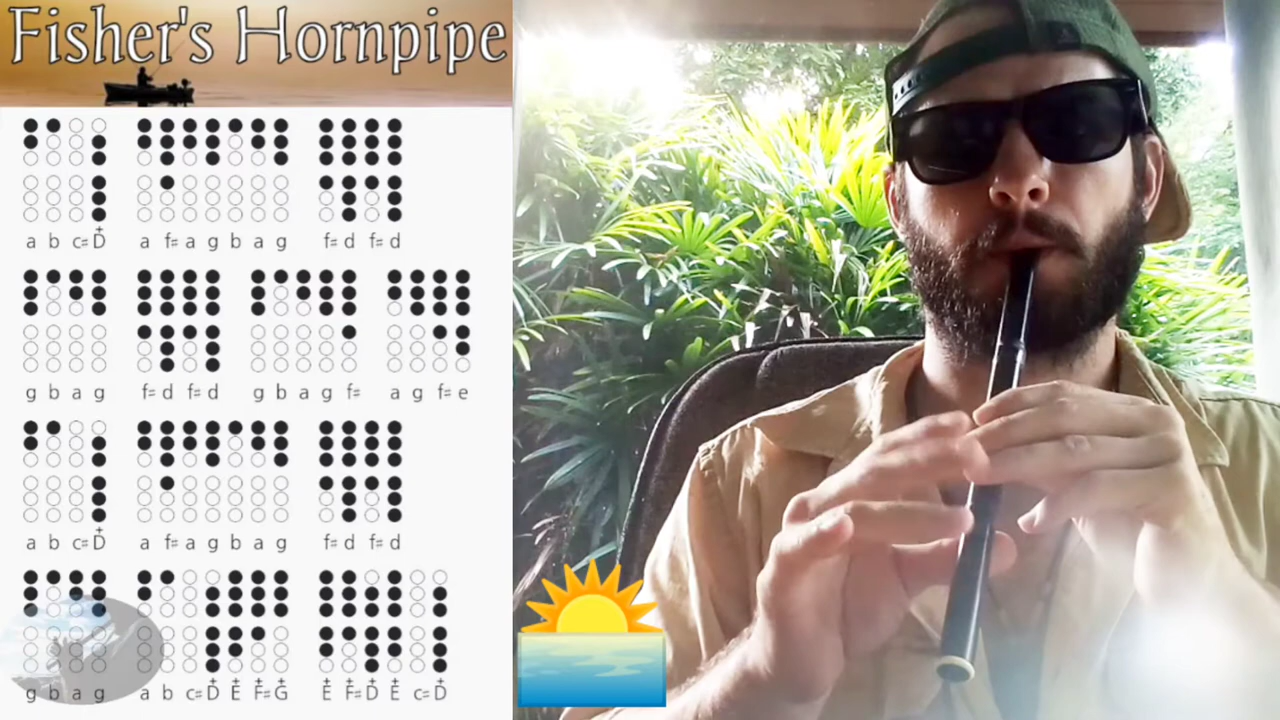 Fisher's Hornpipe
+
a b c♯ D a f♯ a g b a g f♯ d f♯ d
g b a g f♯ d f♯ d g b a g f♯ a g f♯ e
+
a b c♯ D a f♯ a g b a g f♯ d f♯ d
+ + + + + + + +
g b a g a b c♯ D E F♯ G E F♯ D E c♯ D